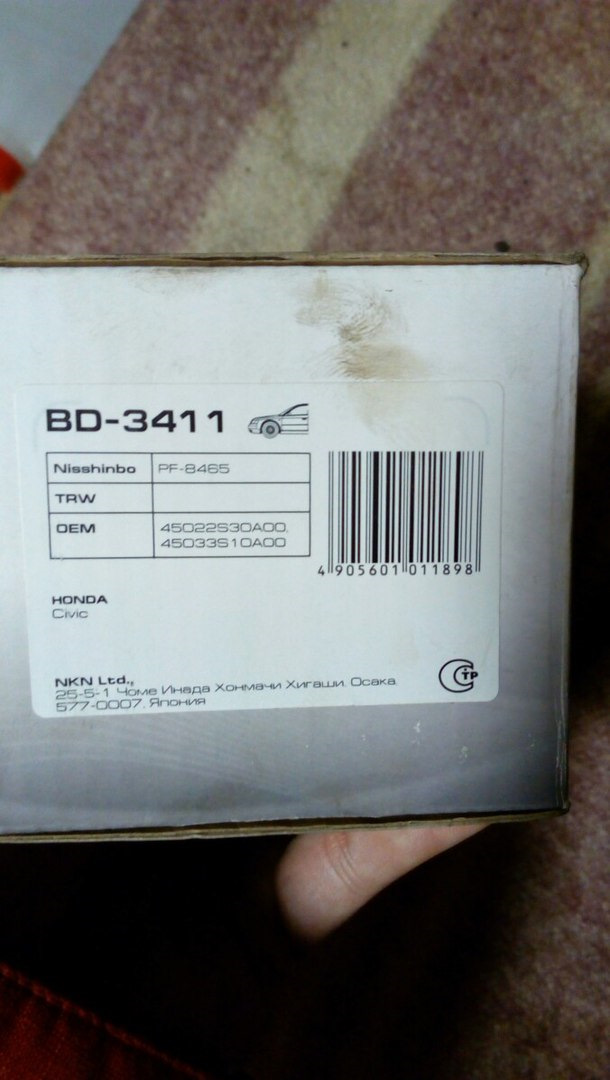 BD-3411
Nisshinbo PF-8465
TRW
OEM 45022S30A00,
45033S10A00
4 905601 011898
HONDA
Civic
NKN Ltd.,
25-5-1 Чоме Инада Хонмачи Хигаши. Осака
577-0007. Япония
СТР